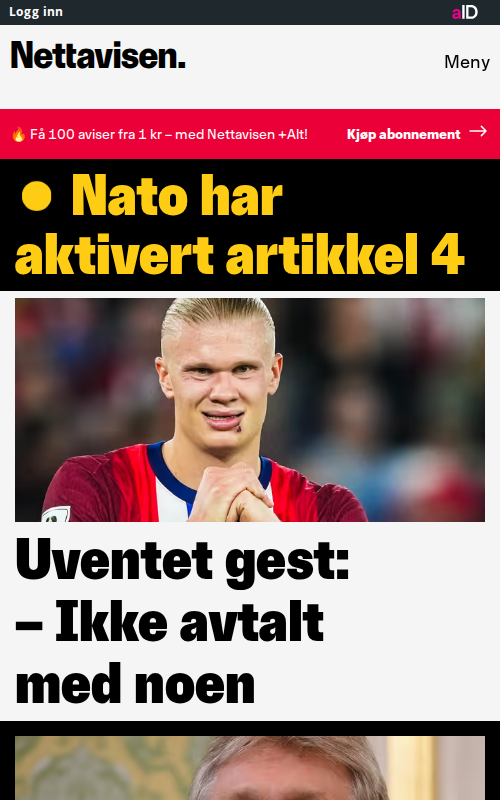 Logg inn
aID
Nettavisen.
Meny
🔥 Få 100 aviser fra 1 kr – med Nettavisen +Alt!
Kjøp abonnement →
Nato har
aktivert artikkel 4
Uventet gest:
– Ikke avtalt
med noen